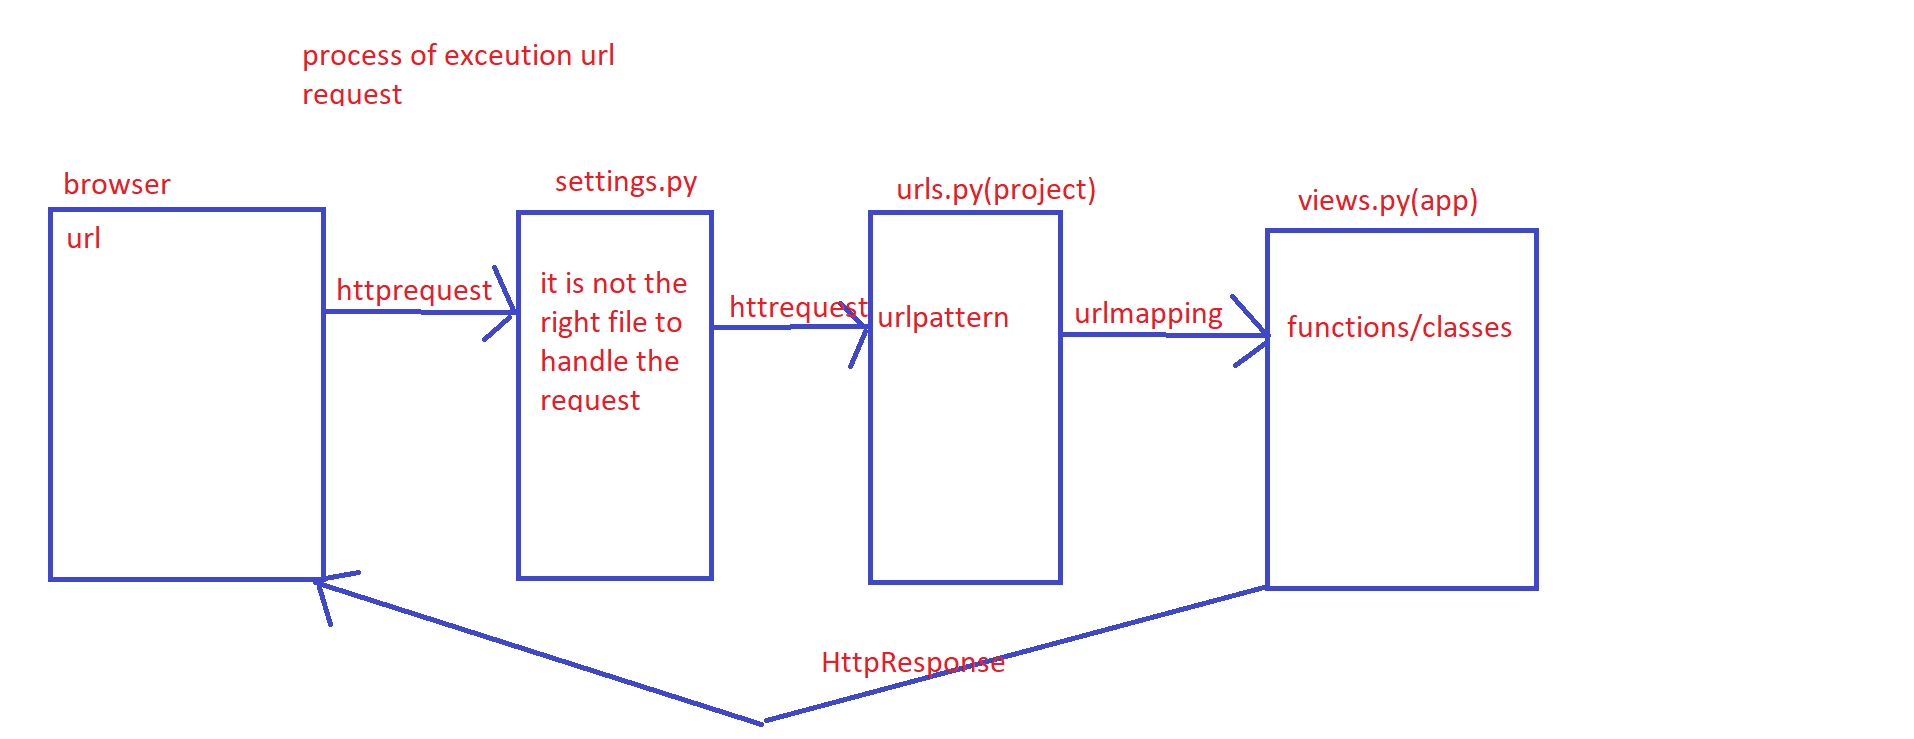 process of exceution url
request
browser
url
httprequest
settings.py
it is not the
right file to
handle the
request
httrequest
urls.py(project)
urlpattern
urlmapping
views.py(app)
functions/classes
HttpResponse